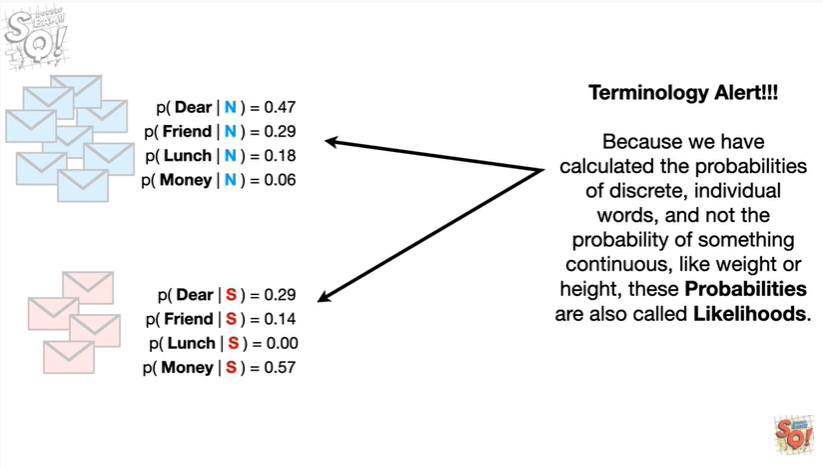 SQ!
p( Dear | N ) = 0.47
p( Friend | N ) = 0.29
p( Lunch | N ) = 0.18
p( Money | N ) = 0.06
p( Dear | S ) = 0.29
p( Friend | S ) = 0.14
p( Lunch | S ) = 0.00
p( Money | S ) = 0.57
Terminology Alert!!!
Because we have
calculated the probabilities
of discrete, individual
words, and not the
probability of something
continuous, like weight or
height, these Probabilities
are also called Likelihoods.
SQ!